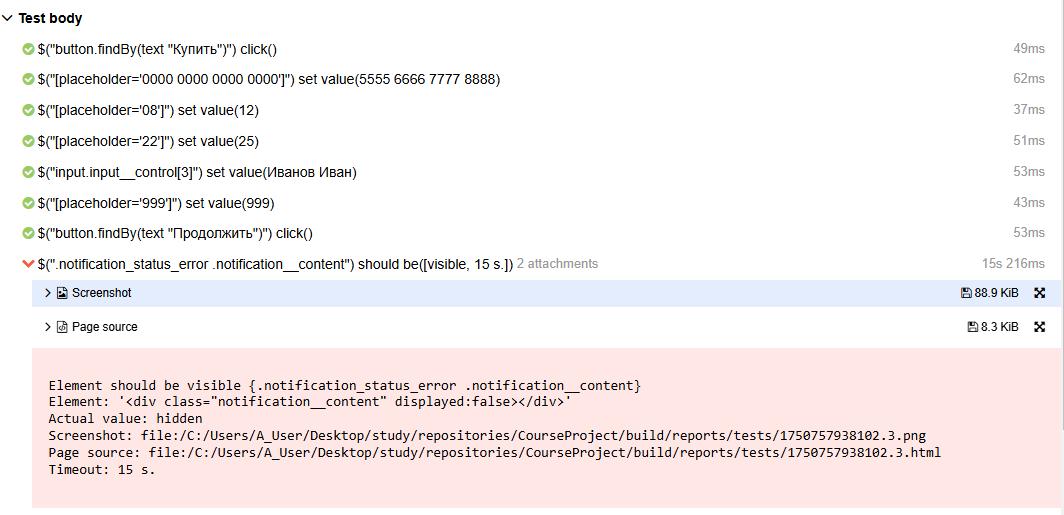 Test body
$("button.findBy(text "Купить")") click() 49ms
$("[placeholder='0000 0000 0000 0000']") set value(5555 6666 7777 8888) 62ms
$("[placeholder='08']") set value(12) 37ms
$("[placeholder='22']") set value(25) 51ms
$("input.input__control[3]") set value(Иванов Иван) 53ms
$("[placeholder='999']") set value(999) 43ms
$("button.findBy(text "Продолжить")") click() 53ms
$(".notification_status_error .notification__content") should be([visible, 15 s.]) 2 attachments 15s 216ms
Screenshot 88.9 KiB
Page source 8.3 KiB
Element should be visible {.notification_status_error .notification__content}
Element: '<div class="notification__content" displayed:false></div>'
Actual value: hidden
Screenshot: file:/C:/Users/A_User/Desktop/study/repositories/CourseProject/build/reports/tests/1750757938102.3.png
Page source: file:/C:/Users/A_User/Desktop/study/repositories/CourseProject/build/reports/tests/1750757938102.3.html
Timeout: 15 s.